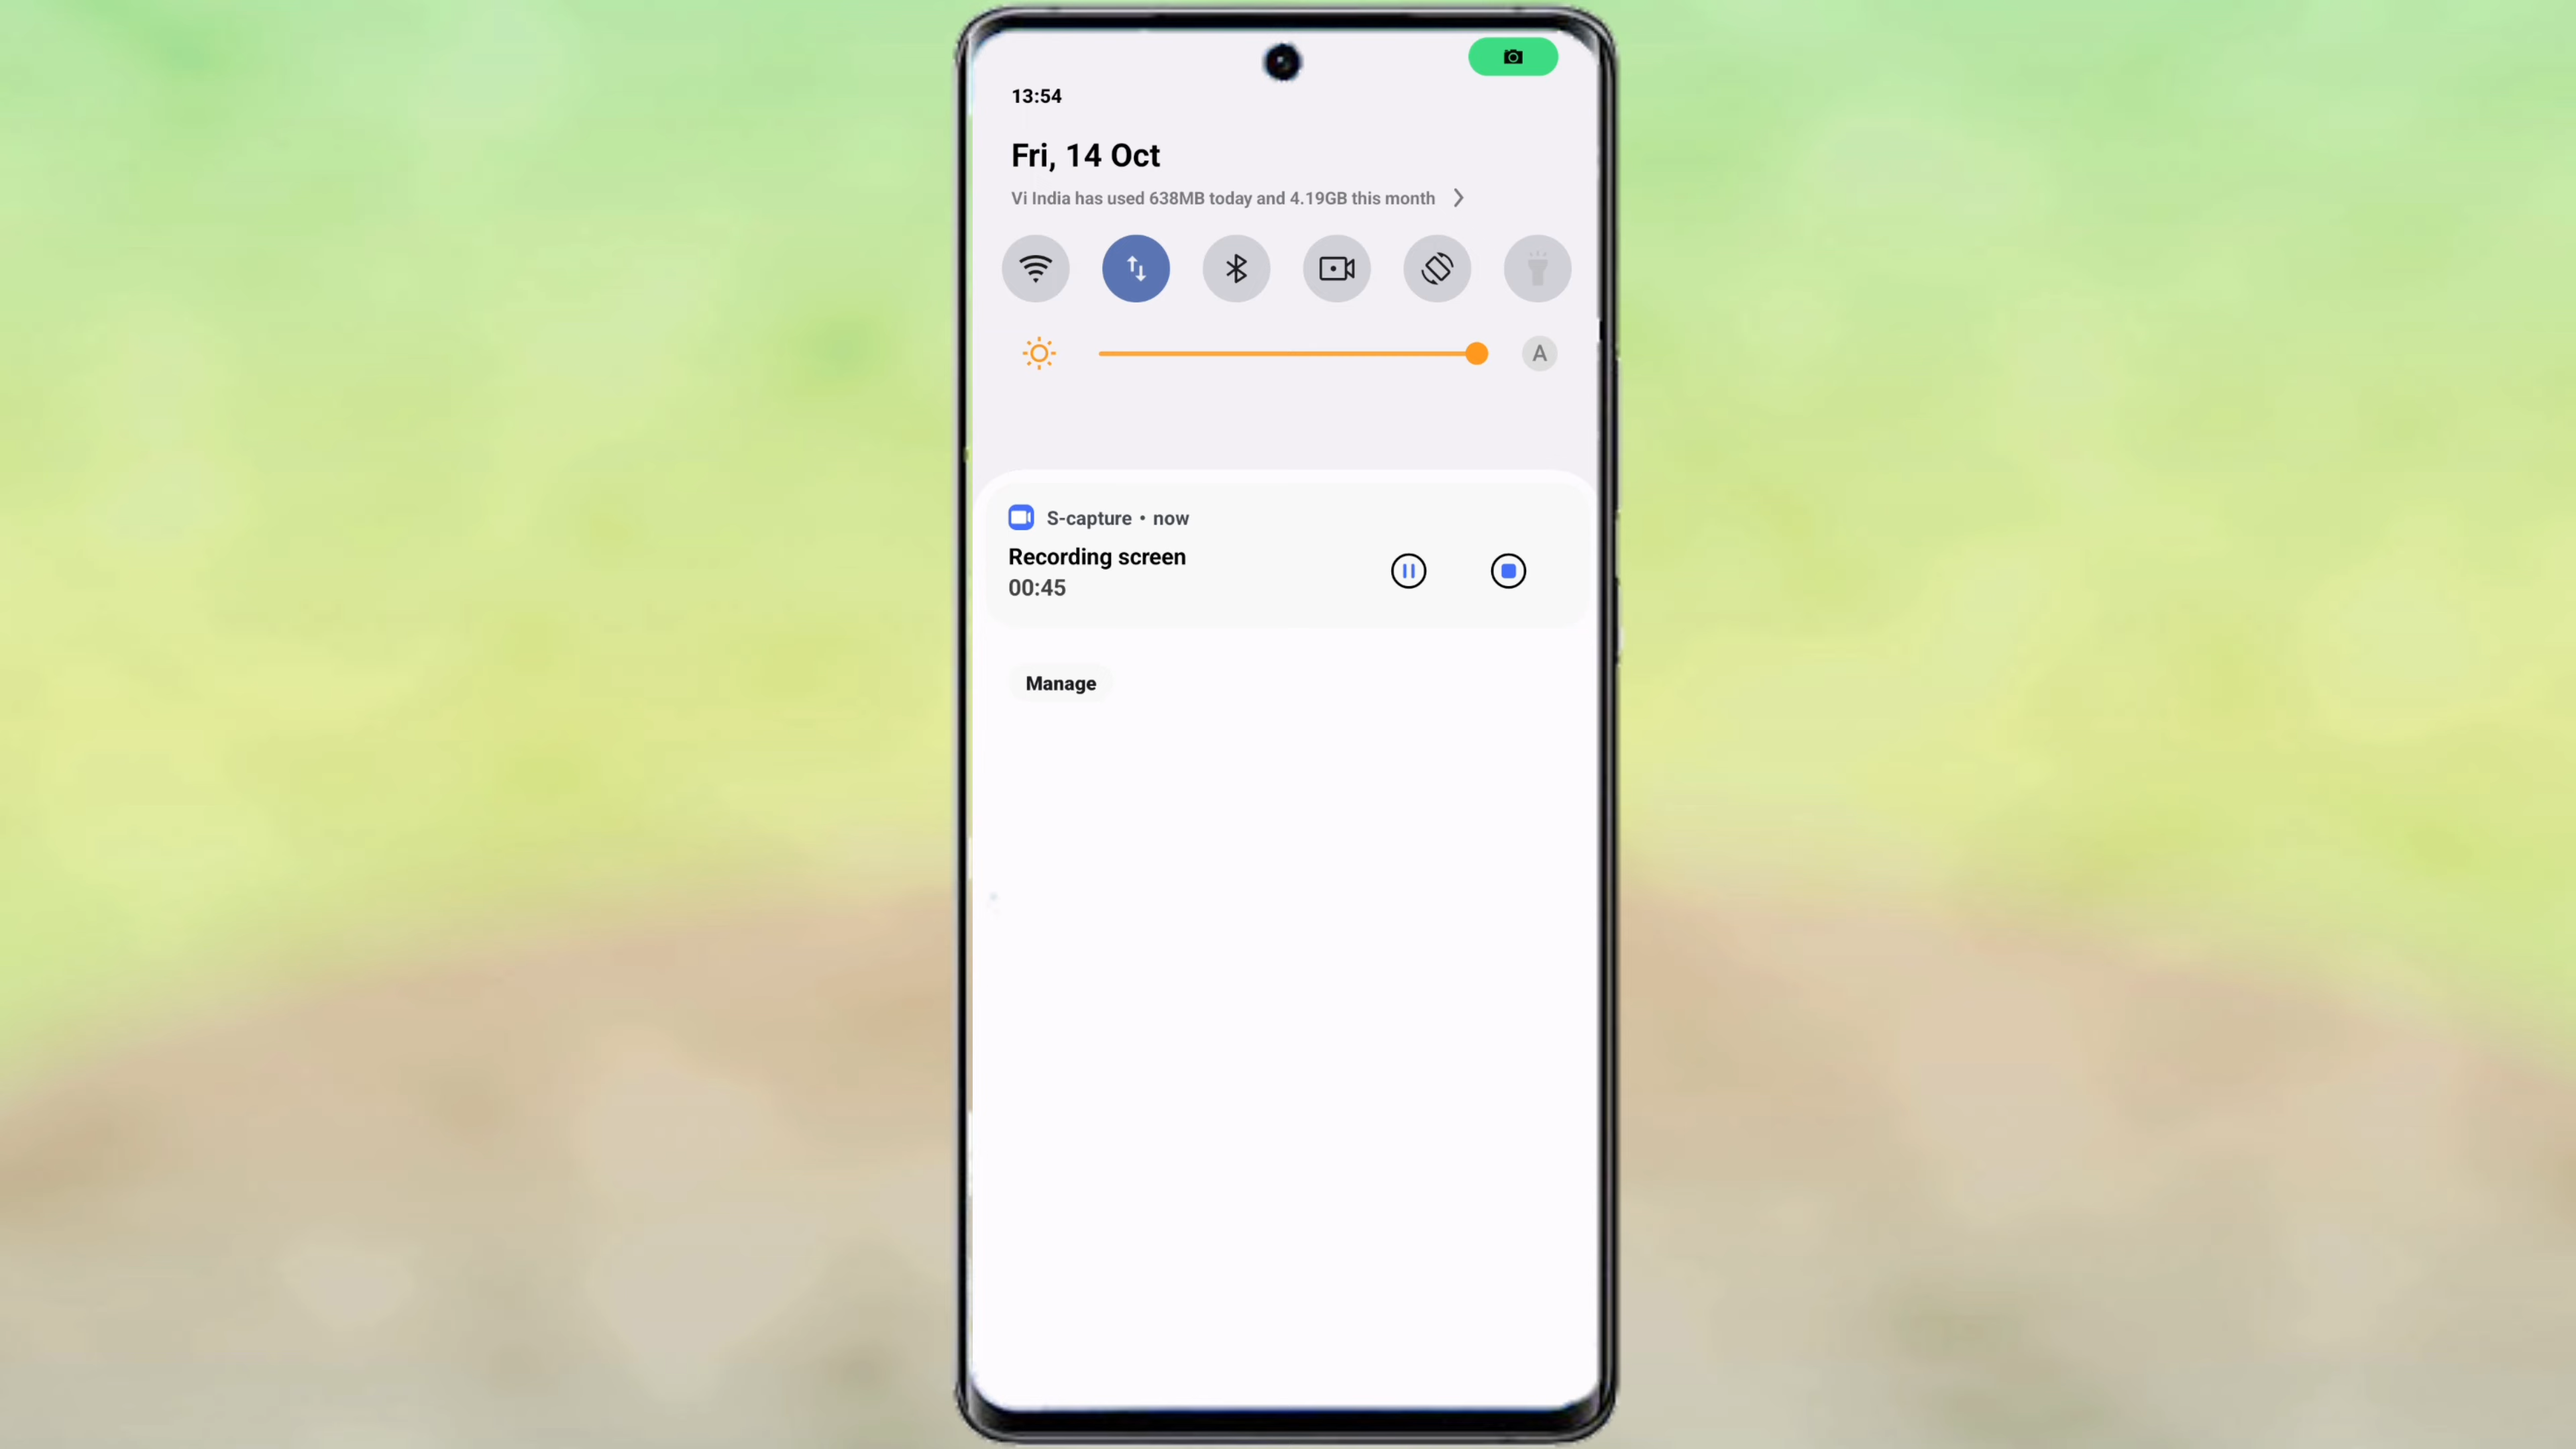 13:54
Fri, 14 Oct
Vi India has used 638MB today and 4.19GB this month
A
S-capture • now
Recording screen
00:45
Manage